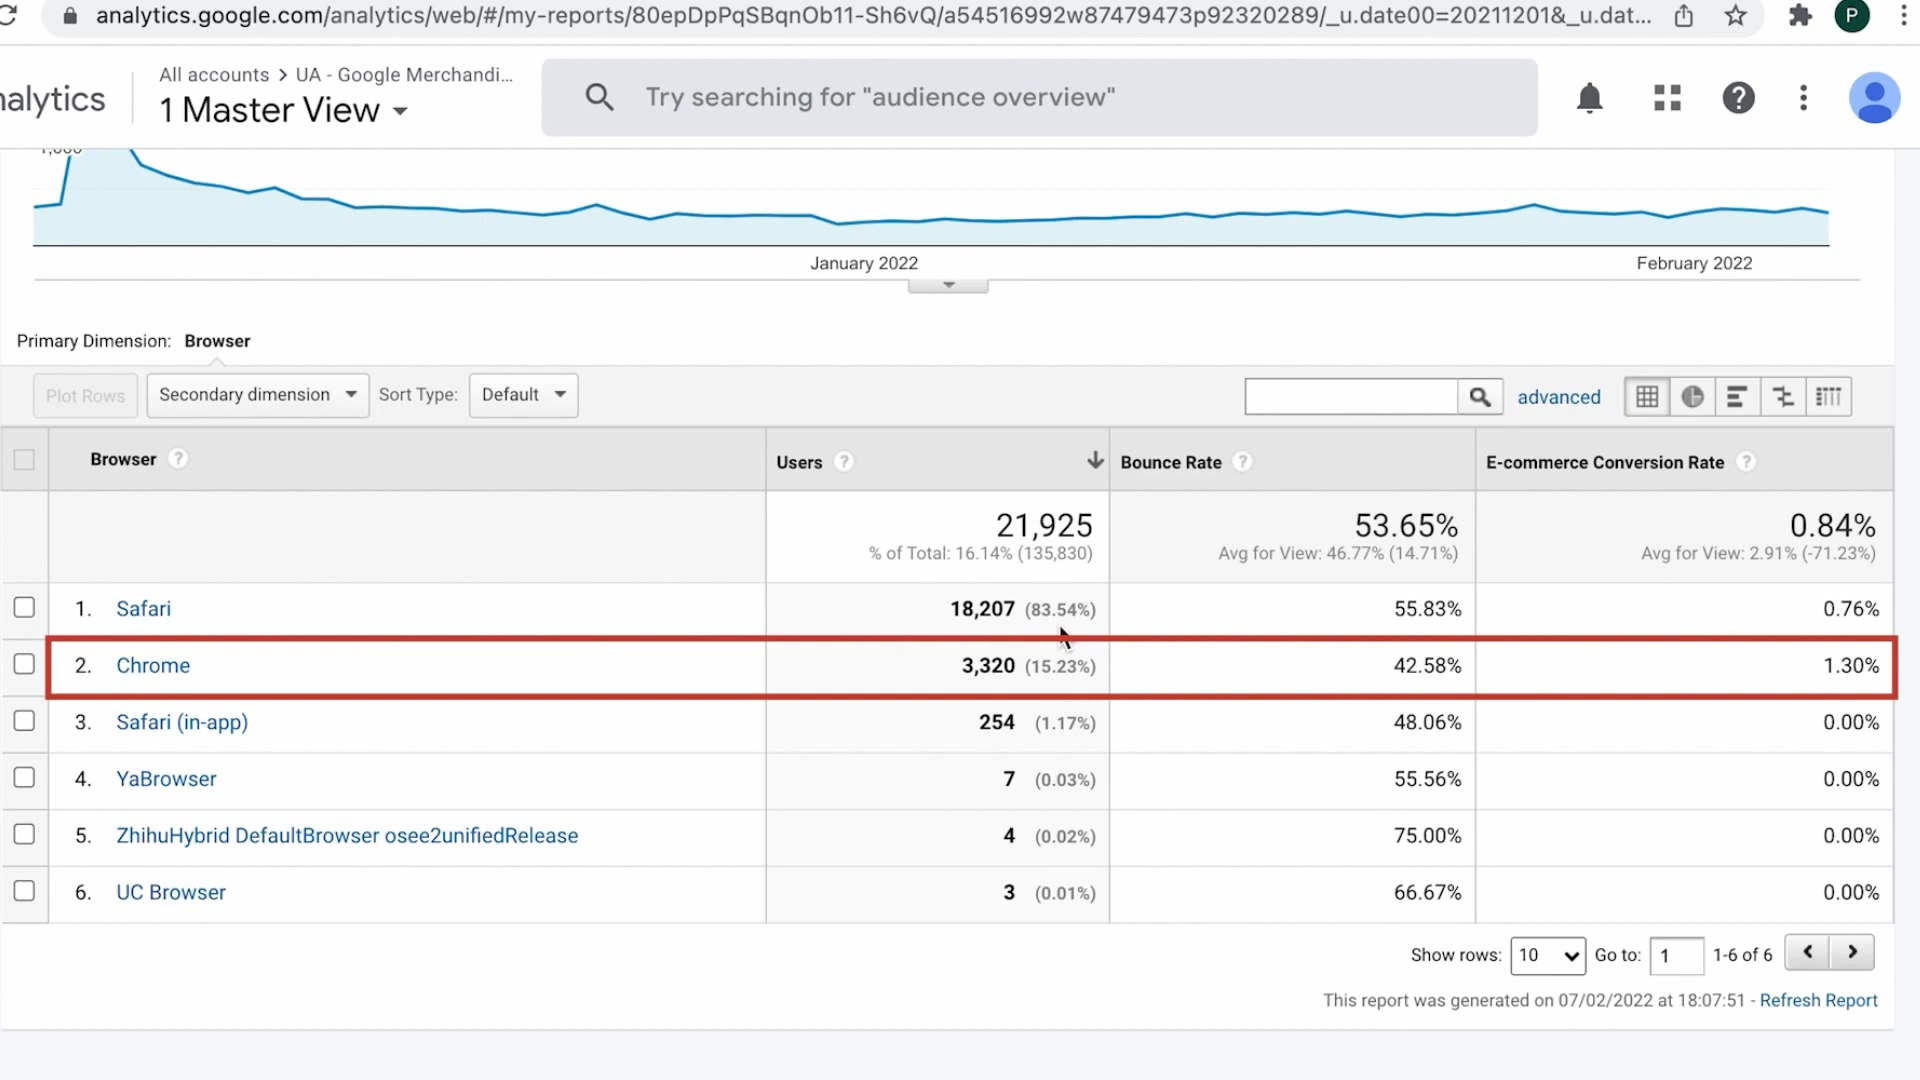 analytics.google.com/analytics/web/#/my-reports/80epDpPqSBqnOb11-Sh6vQ/a54516992w87479473p92320289/_u.date00=20211201&_u.dat...
P
nalytics
All accounts > UA - Google Merchandi...
1 Master View
Try searching for "audience overview"
1,000
January 2022
February 2022
Primary Dimension: Browser
Plot Rows
Secondary dimension
Sort Type:
Default
advanced
Browser ?
Users ?
Bounce Rate ?
E-commerce Conversion Rate ?
21,925
% of Total: 16.14% (135,830)
53.65%
Avg for View: 46.77% (14.71%)
0.84%
Avg for View: 2.91% (-71.23%)
1. Safari 18,207 (83.54%) 55.83% 0.76%
2. Chrome 3,320 (15.23%) 42.58% 1.30%
3. Safari (in-app) 254 (1.17%) 48.06% 0.00%
4. YaBrowser 7 (0.03%) 55.56% 0.00%
5. ZhihuHybrid DefaultBrowser osee2unifiedRelease 4 (0.02%) 75.00% 0.00%
6. UC Browser 3 (0.01%) 66.67% 0.00%
Show rows: 10 Go to: 1 1-6 of 6
This report was generated on 07/02/2022 at 18:07:51 - Refresh Report